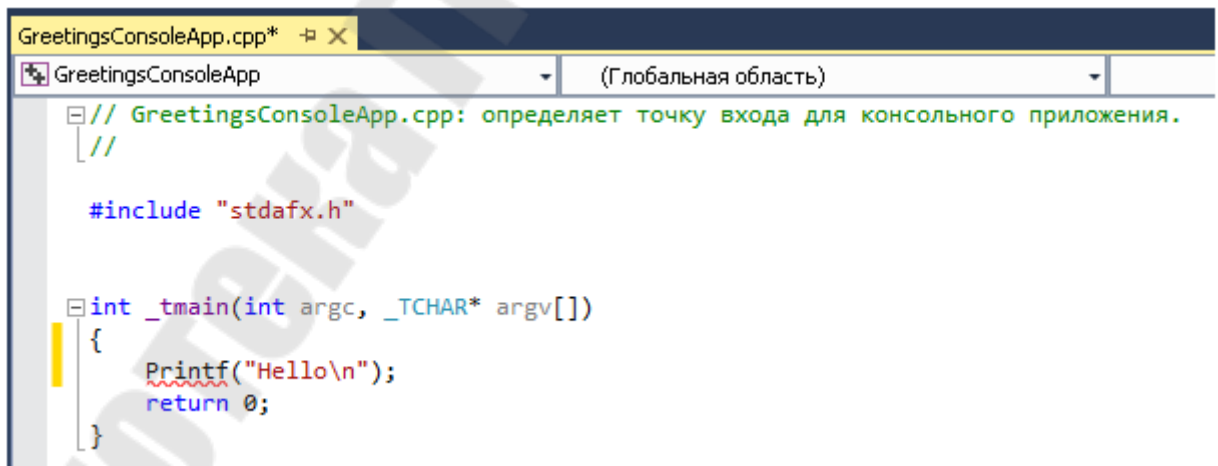 GreetingsConsoleApp.cpp*
GreetingsConsoleApp (Глобальная область)
// GreetingsConsoleApp.cpp: определяет точку входа для консольного приложения.
//
#include "stdafx.h"
int _tmain(int argc, _TCHAR* argv[])
{
Printf("Hello\n");
return 0;
}